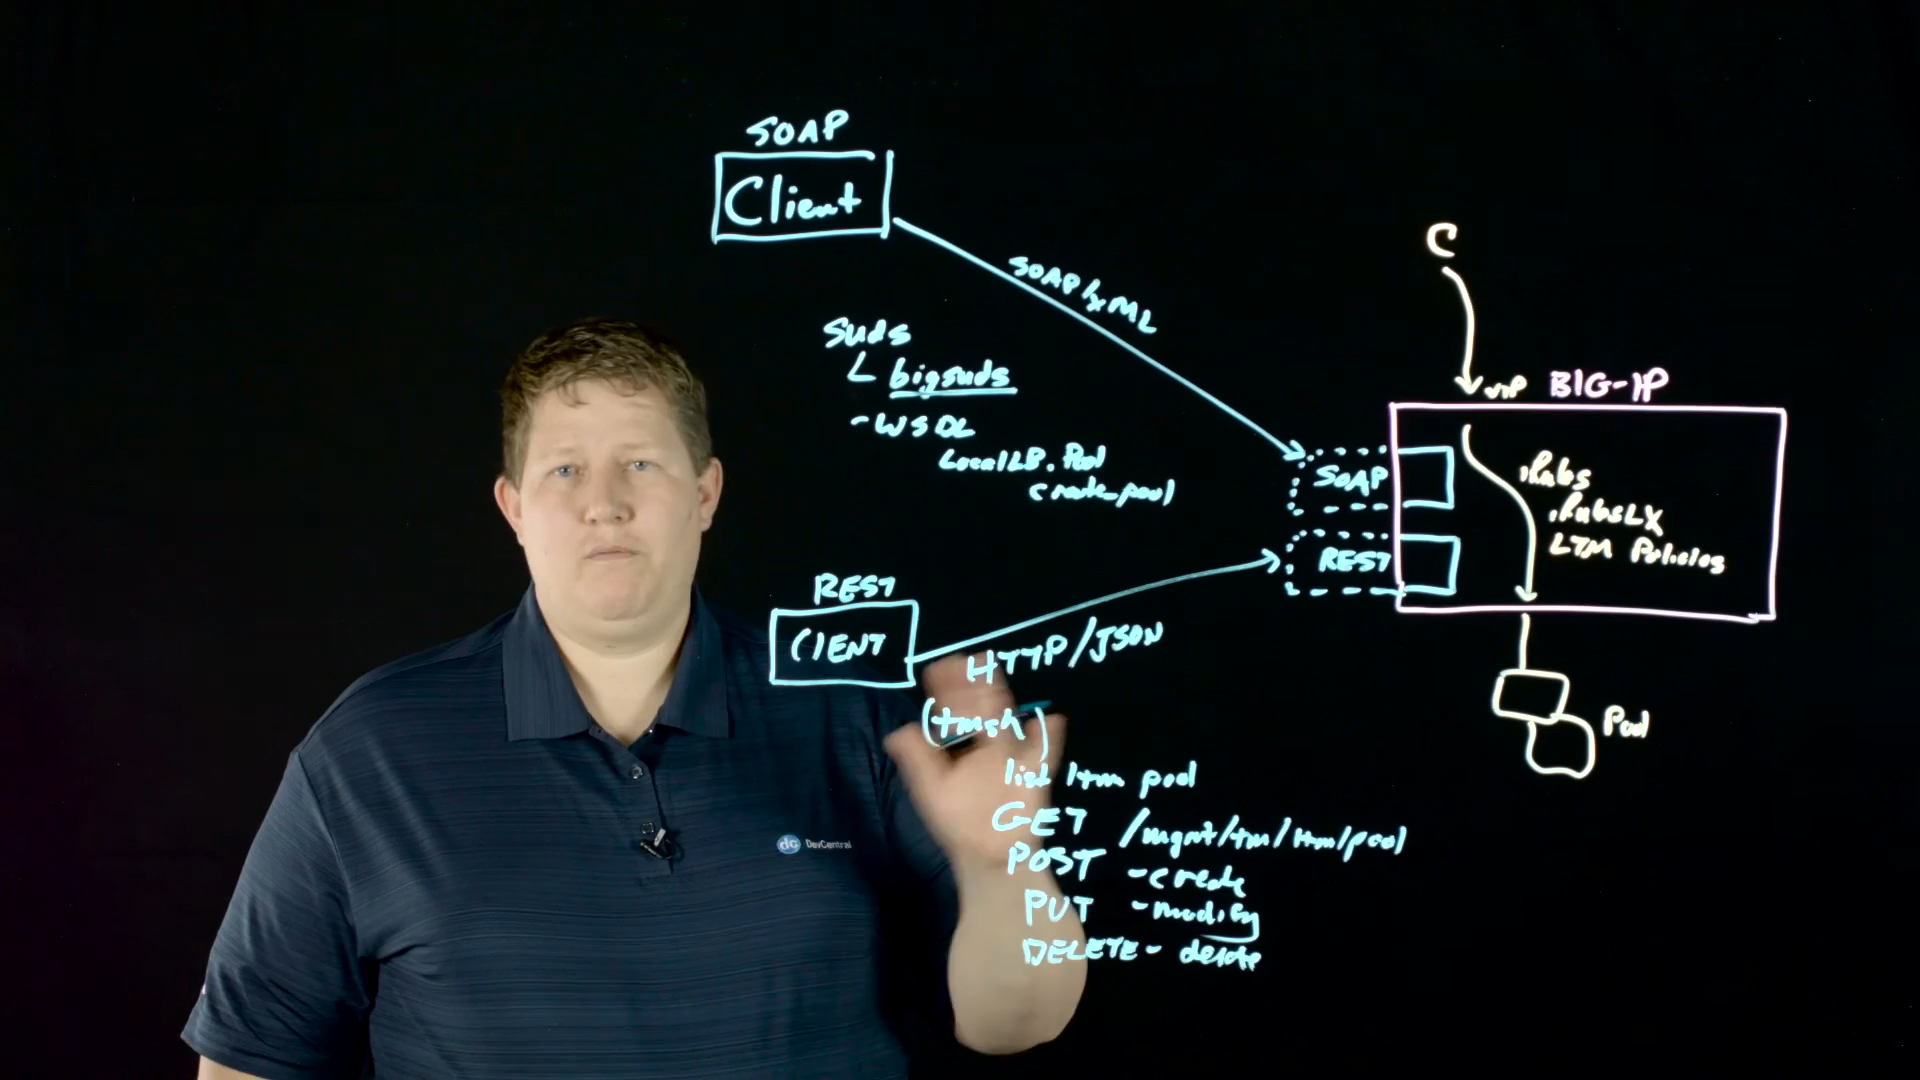 SOAP
Client
SOAP/XML
suds
bigsuds
- WSDL
LocalLB.Pool
create_pool
REST
CLIENT
HTTP/JSON
(tmsh)
list ltm pool
GET /mgmt/tm/ltm/pool
POST - create
PUT - modify
DELETE - delete
C
VIP BIG-IP
SOAP
REST
iRules
iRulesLX
LTM Policies
Pool
dc DevCentral